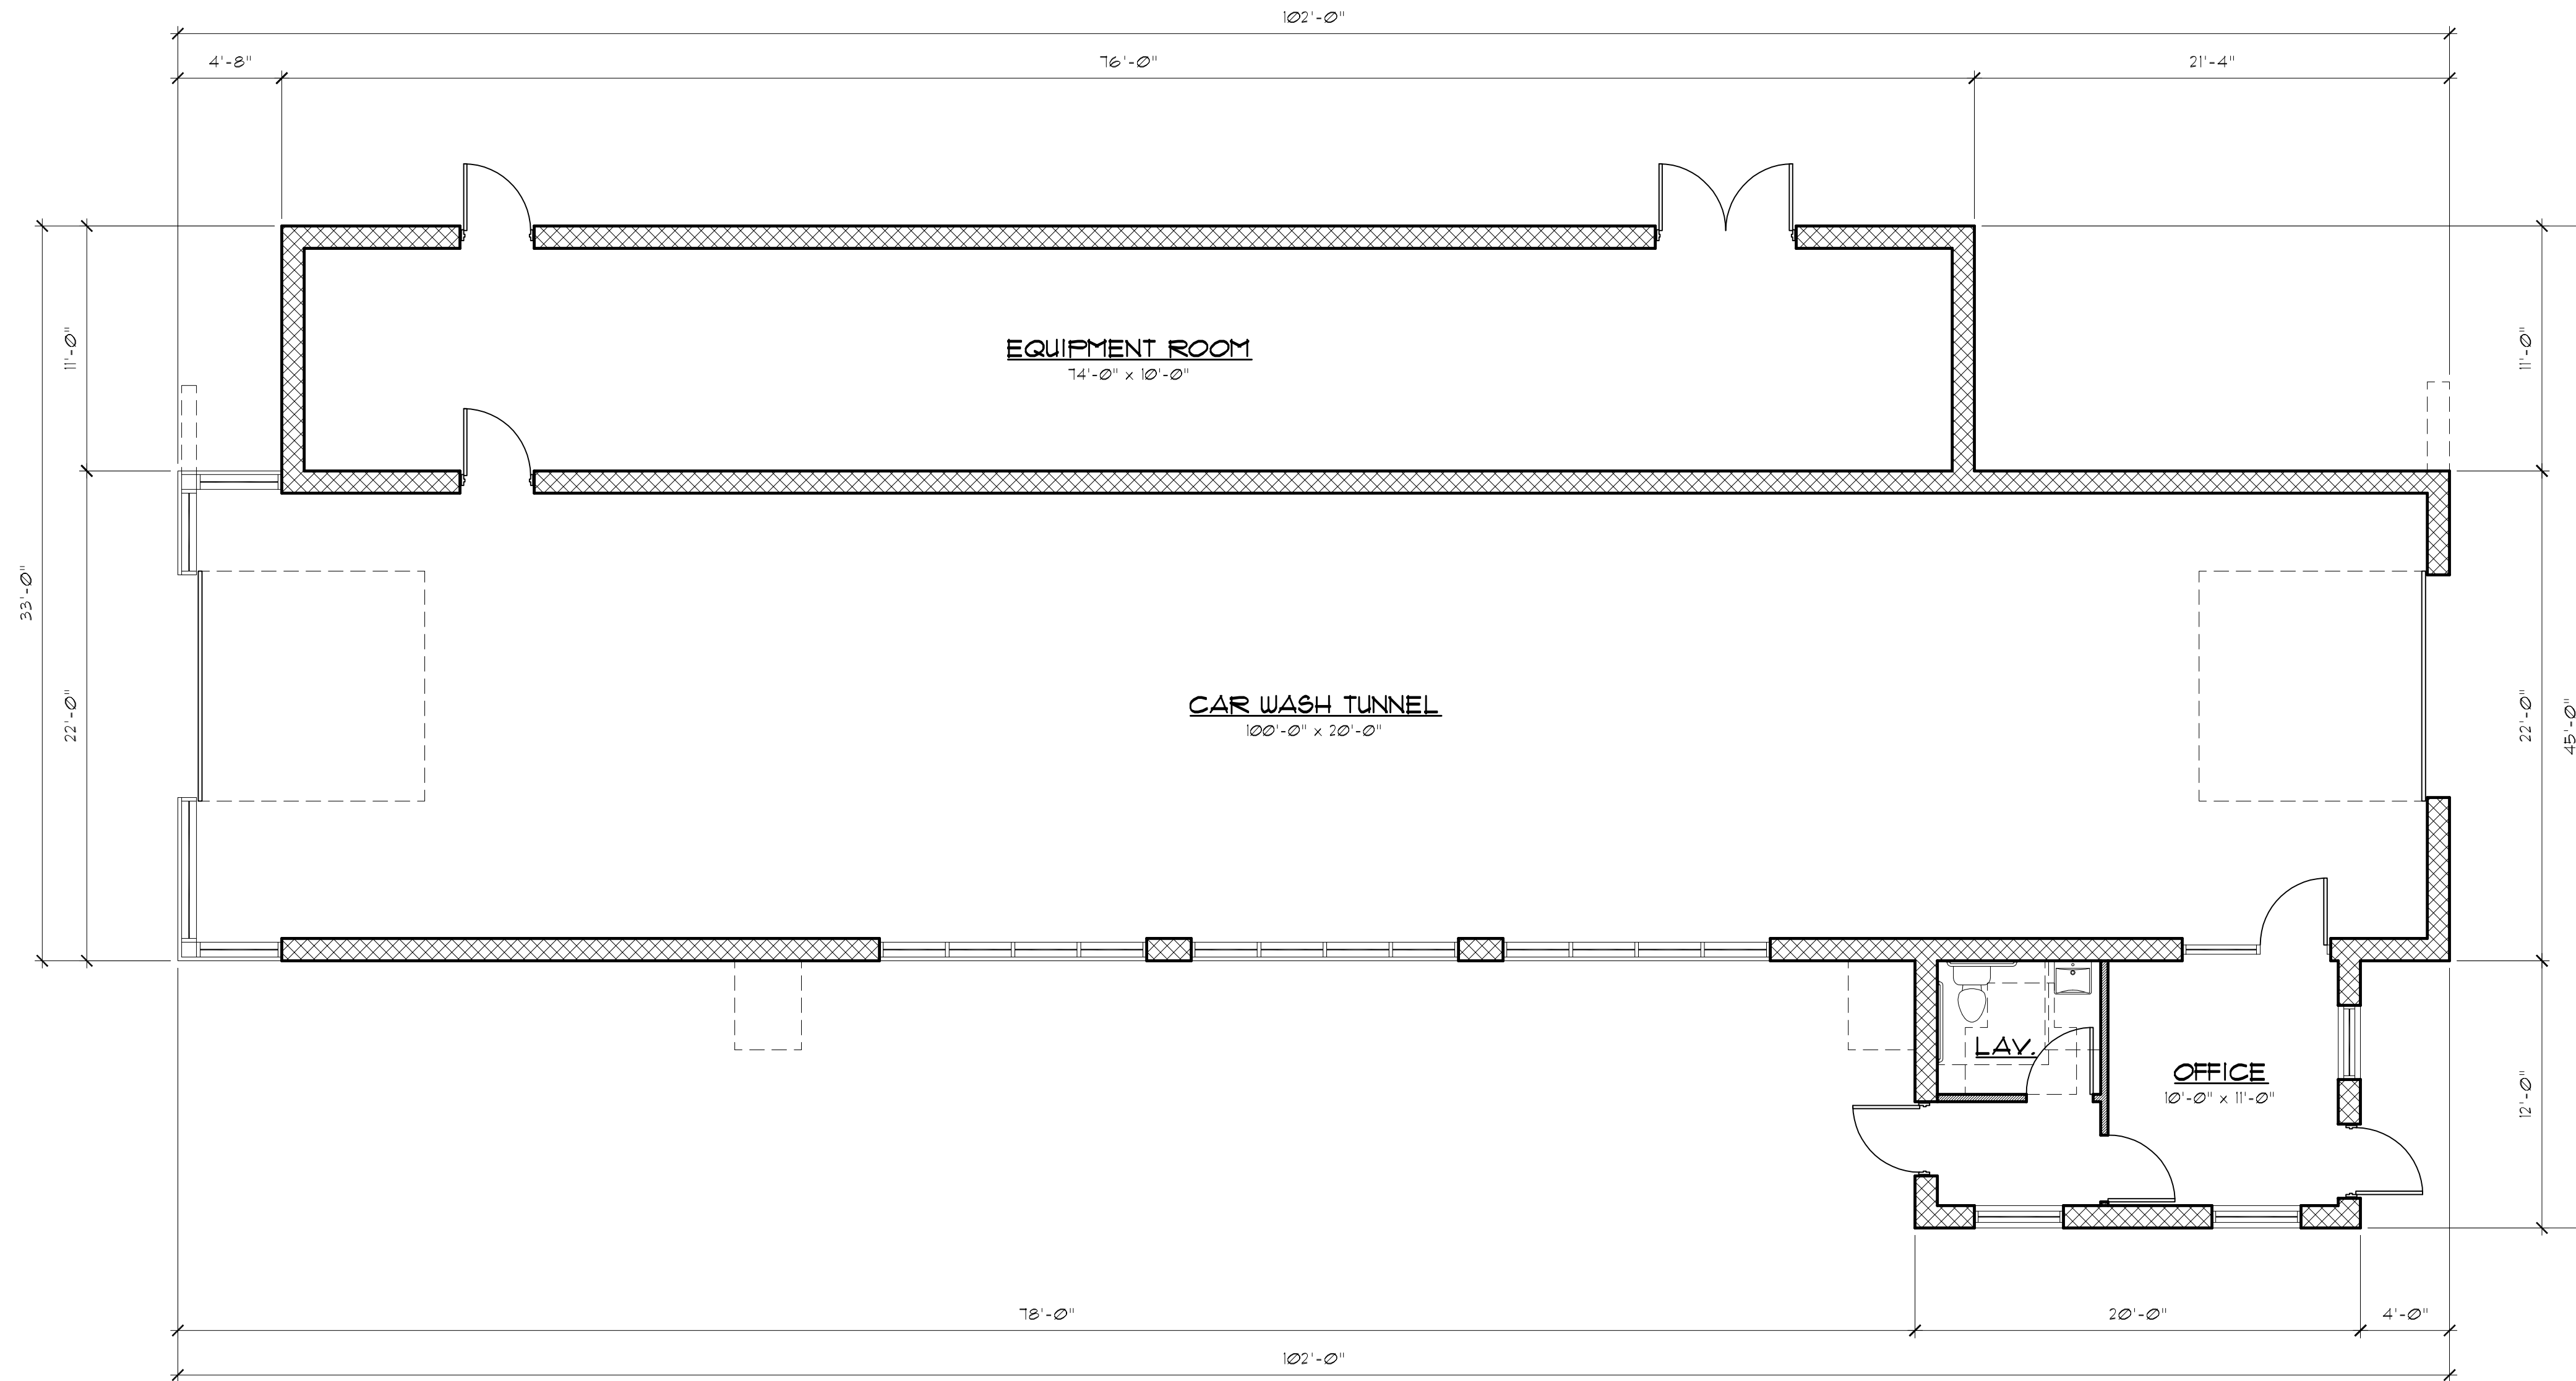 102'-0"
4'-8"
76'-0"
21'-4"
11'-0"
11'-0"
EQUIPMENT ROOM
74'-0" x 10'-0"
33'-0"
22'-0"
CAR WASH TUNNEL
100'-0" x 20'-0"
22'-0"
45'-0"
LAV.
OFFICE
10'-0" x 11'-0"
12'-0"
78'-0"
20'-0"
4'-0"
102'-0"